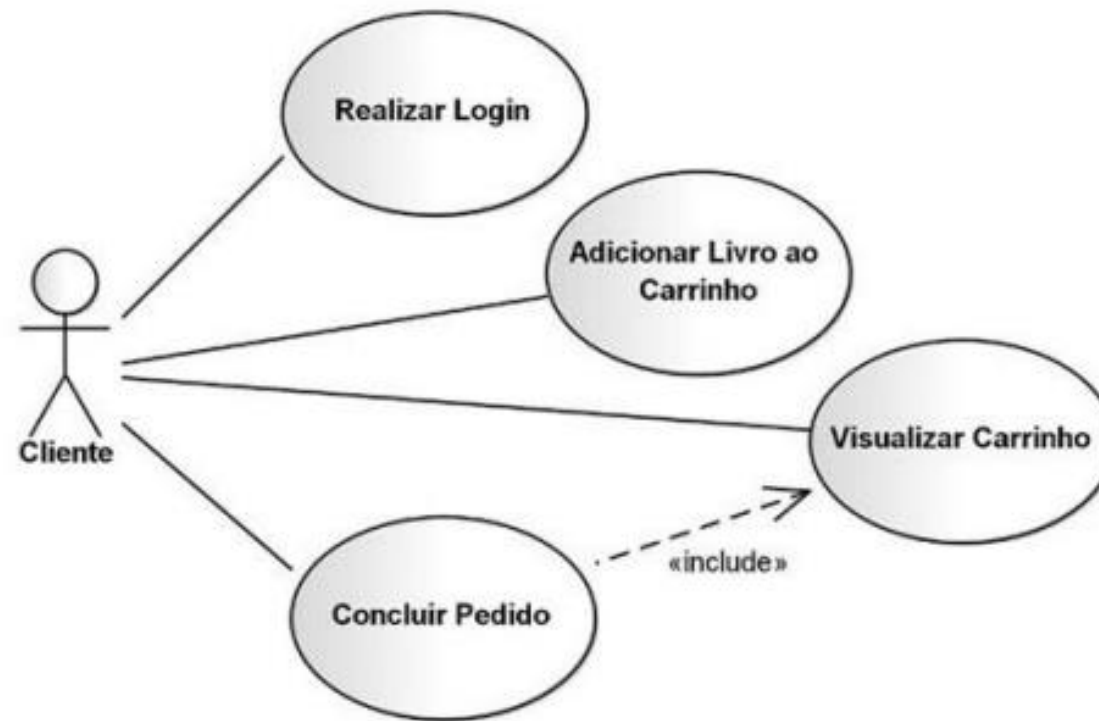 Realizar Login
Adicionar Livro ao
Carrinho
Visualizar Carrinho
Cliente
«include»
Concluir Pedido